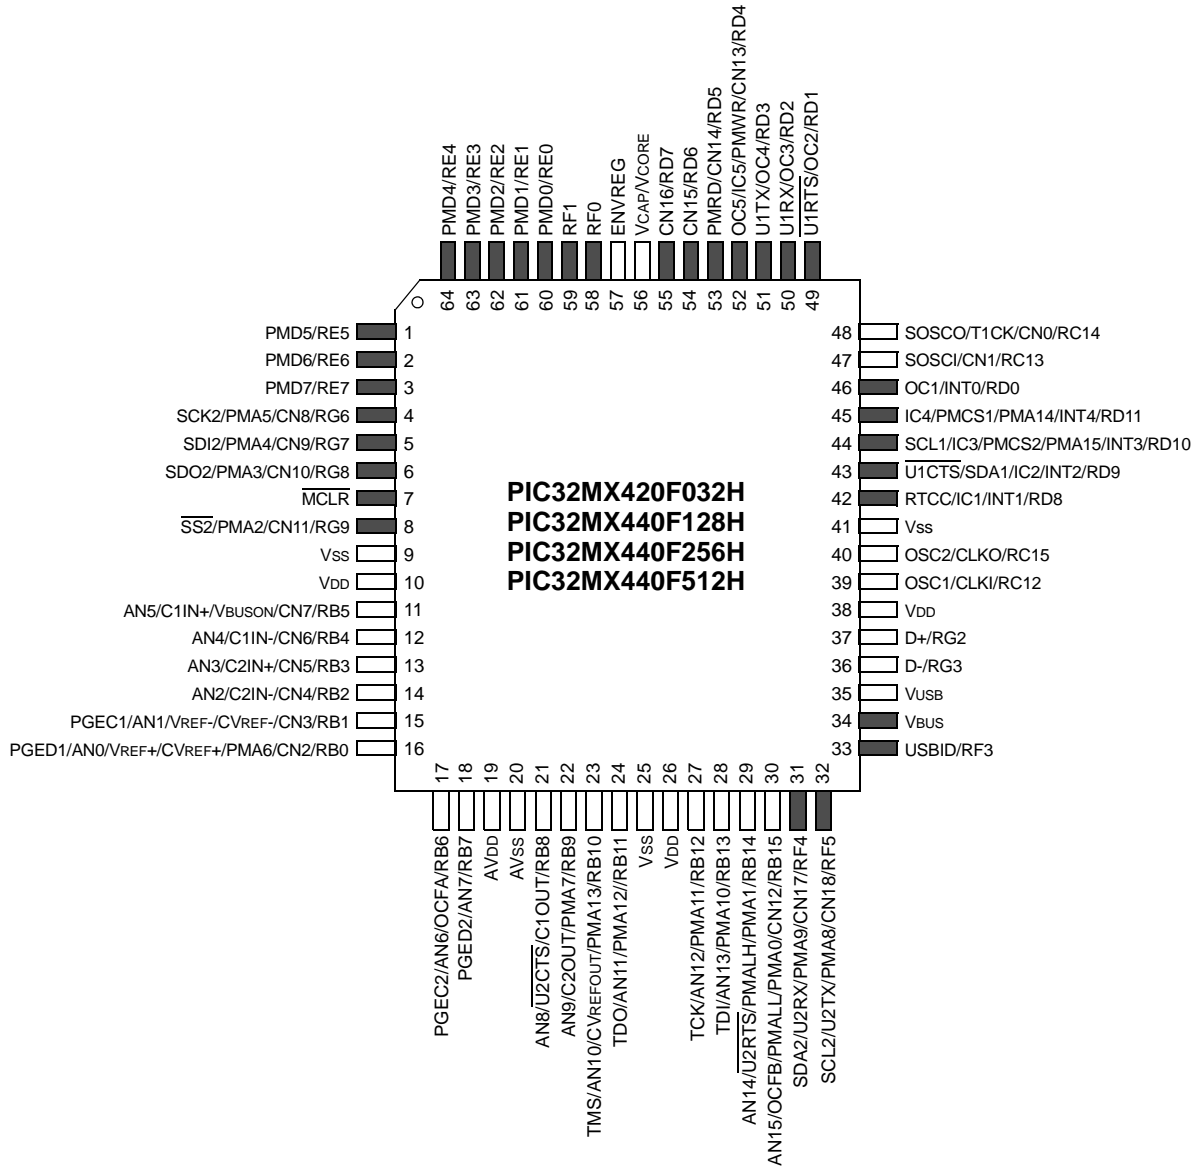 PMD4/RE4
PMD3/RE3
PMD2/RE2
PMD1/RE1
PMD0/RE0
RF1
RF0
ENVREG
VCAP/VCORE
CN16/RD7
CN15/RD6
PMRD/CN14/RD5
OC5/IC5/PMWR/CN13/RD4
U1TX/OC4/RD3
U1RX/OC3/RD2
U1RTS/OC2/RD1
64 63 62 61 60 59 58 57 56 55 54 53 52 51 50 49
PMD5/RE5 1
PMD6/RE6 2
PMD7/RE7 3
SCK2/PMA5/CN8/RG6 4
SDI2/PMA4/CN9/RG7 5
SDO2/PMA3/CN10/RG8 6
MCLR 7
SS2/PMA2/CN11/RG9 8
VSS 9
VDD 10
AN5/C1IN+/VBUSON/CN7/RB5 11
AN4/C1IN-/CN6/RB4 12
AN3/C2IN+/CN5/RB3 13
AN2/C2IN-/CN4/RB2 14
PGEC1/AN1/VREF-/CVREF-/CN3/RB1 15
PGED1/AN0/VREF+/CVREF+/PMA6/CN2/RB0 16
PIC32MX420F032H
PIC32MX440F128H
PIC32MX440F256H
PIC32MX440F512H
48 SOSCO/T1CK/CN0/RC14
47 SOSCI/CN1/RC13
46 OC1/INT0/RD0
45 IC4/PMCS1/PMA14/INT4/RD11
44 SCL1/IC3/PMCS2/PMA15/INT3/RD10
43 U1CTS/SDA1/IC2/INT2/RD9
42 RTCC/IC1/INT1/RD8
41 Vss
40 OSC2/CLKO/RC15
39 OSC1/CLKI/RC12
38 VDD
37 D+/RG2
36 D-/RG3
35 VUSB
34 VBUS
33 USBID/RF3
17 18 19 20 21 22 23 24 25 26 27 28 29 30 31 32
PGEC2/AN6/OCFA/RB6
PGED2/AN7/RB7
AVDD
AVSS
AN8/U2CTS/C1OUT/RB8
AN9/C2OUT/PMA7/RB9
TMS/AN10/CVREFOUT/PMA13/RB10
TDO/AN11/PMA12//RB11
Vss
VDD
TCK/AN12/PMA11/RB12
TDI/AN13/PMA10/RB13
AN14/U2RTS/PMALH/PMA1/RB14
AN15/OCFB/PMALL/PMA0/CN12/RB15
SDA2/U2RX/PMA9/CN17/RF4
SCL2/U2TX/PMA8/CN18/RF5